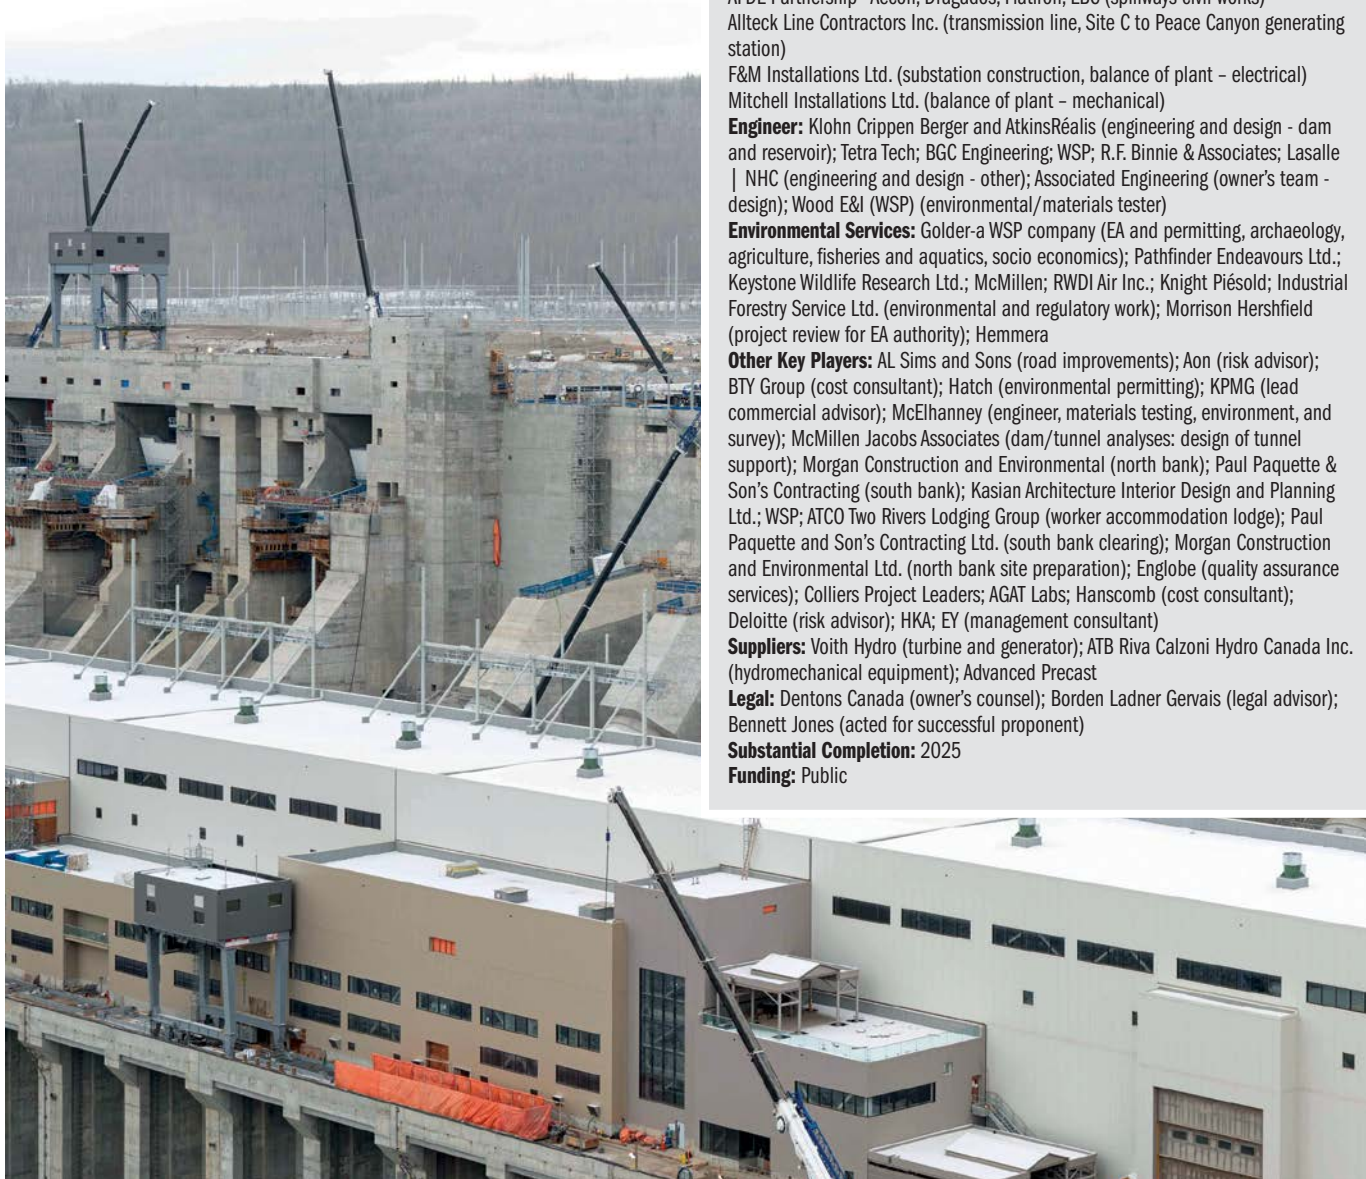 Allteck Line Contractors Inc. (transmission line, Site C to Peace Canyon generating
station)
F&M Installations Ltd. (substation construction, balance of plant – electrical)
Mitchell Installations Ltd. (balance of plant – mechanical)
Engineer: Klohn Crippen Berger and AtkinsRéalis (engineering and design - dam
and reservoir); Tetra Tech; BGC Engineering; WSP; R.F. Binnie & Associates; Lasalle
| NHC (engineering and design - other); Associated Engineering (owner's team -
design); Wood E&I (WSP) (environmental/materials tester)
Environmental Services: Golder-a WSP company (EA and permitting, archaeology,
agriculture, fisheries and aquatics, socio economics); Pathfinder Endeavours Ltd.;
Keystone Wildlife Research Ltd.; McMillen; RWDI Air Inc.; Knight Piésold; Industrial
Forestry Service Ltd. (environmental and regulatory work); Morrison Hershfield
(project review for EA authority); Hemmera
Other Key Players: AL Sims and Sons (road improvements); Aon (risk advisor);
BTY Group (cost consultant); Hatch (environmental permitting); KPMG (lead
commercial advisor); McElhanney (engineer, materials testing, environment, and
survey); McMillen Jacobs Associates (dam/tunnel analyses: design of tunnel
support); Morgan Construction and Environmental (north bank); Paul Paquette &
Son's Contracting (south bank); Kasian Architecture Interior Design and Planning
Ltd.; WSP; ATCO Two Rivers Lodging Group (worker accommodation lodge); Paul
Paquette and Son's Contracting Ltd. (south bank clearing); Morgan Construction
and Environmental Ltd. (north bank site preparation); Englobe (quality assurance
services); Colliers Project Leaders; AGAT Labs; Hanscomb (cost consultant);
Deloitte (risk advisor); HKA; EY (management consultant)
Suppliers: Voith Hydro (turbine and generator); ATB Riva Calzoni Hydro Canada Inc.
(hydromechanical equipment); Advanced Precast
Legal: Dentons Canada (owner's counsel); Borden Ladner Gervais (legal advisor);
Bennett Jones (acted for successful proponent)
Substantial Completion: 2025
Funding: Public